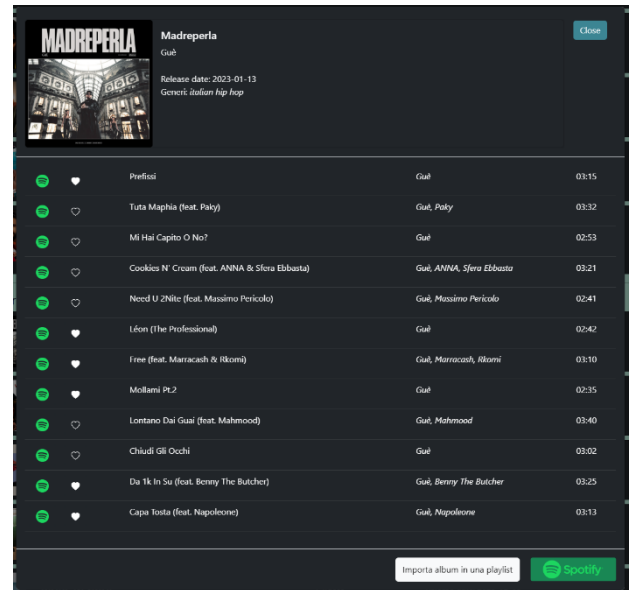 MADREPERLA
Madreperla
Close
Guè
Release date: 2023-01-13
Generi: italian hip hop
Prefissi Guè 03:15
Tuta Maphia (feat. Paky) Guè, Paky 03:32
Mi Hai Capito O No? Guè 02:53
Cookies N' Cream (feat. ANNA & Sfera Ebbasta) Guè, ANNA, Sfera Ebbasta 03:21
Need U 2Nite (feat. Massimo Pericolo) Guè, Massimo Pericolo 02:41
Léon (The Professional) Guè 02:42
Free (feat. Marracash & Rkomi) Guè, Marracash, Rkomi 03:10
Mollami Pt.2 Guè 02:35
Lontano Dai Guai (feat. Mahmood) Guè, Mahmood 03:40
Chiudi Gli Occhi Guè 03:02
Da 1k In Su (feat. Benny The Butcher) Guè, Benny The Butcher 03:25
Capa Tosta (feat. Napoleone) Guè, Napoleone 03:13
Importa album in una playlist
Spotify